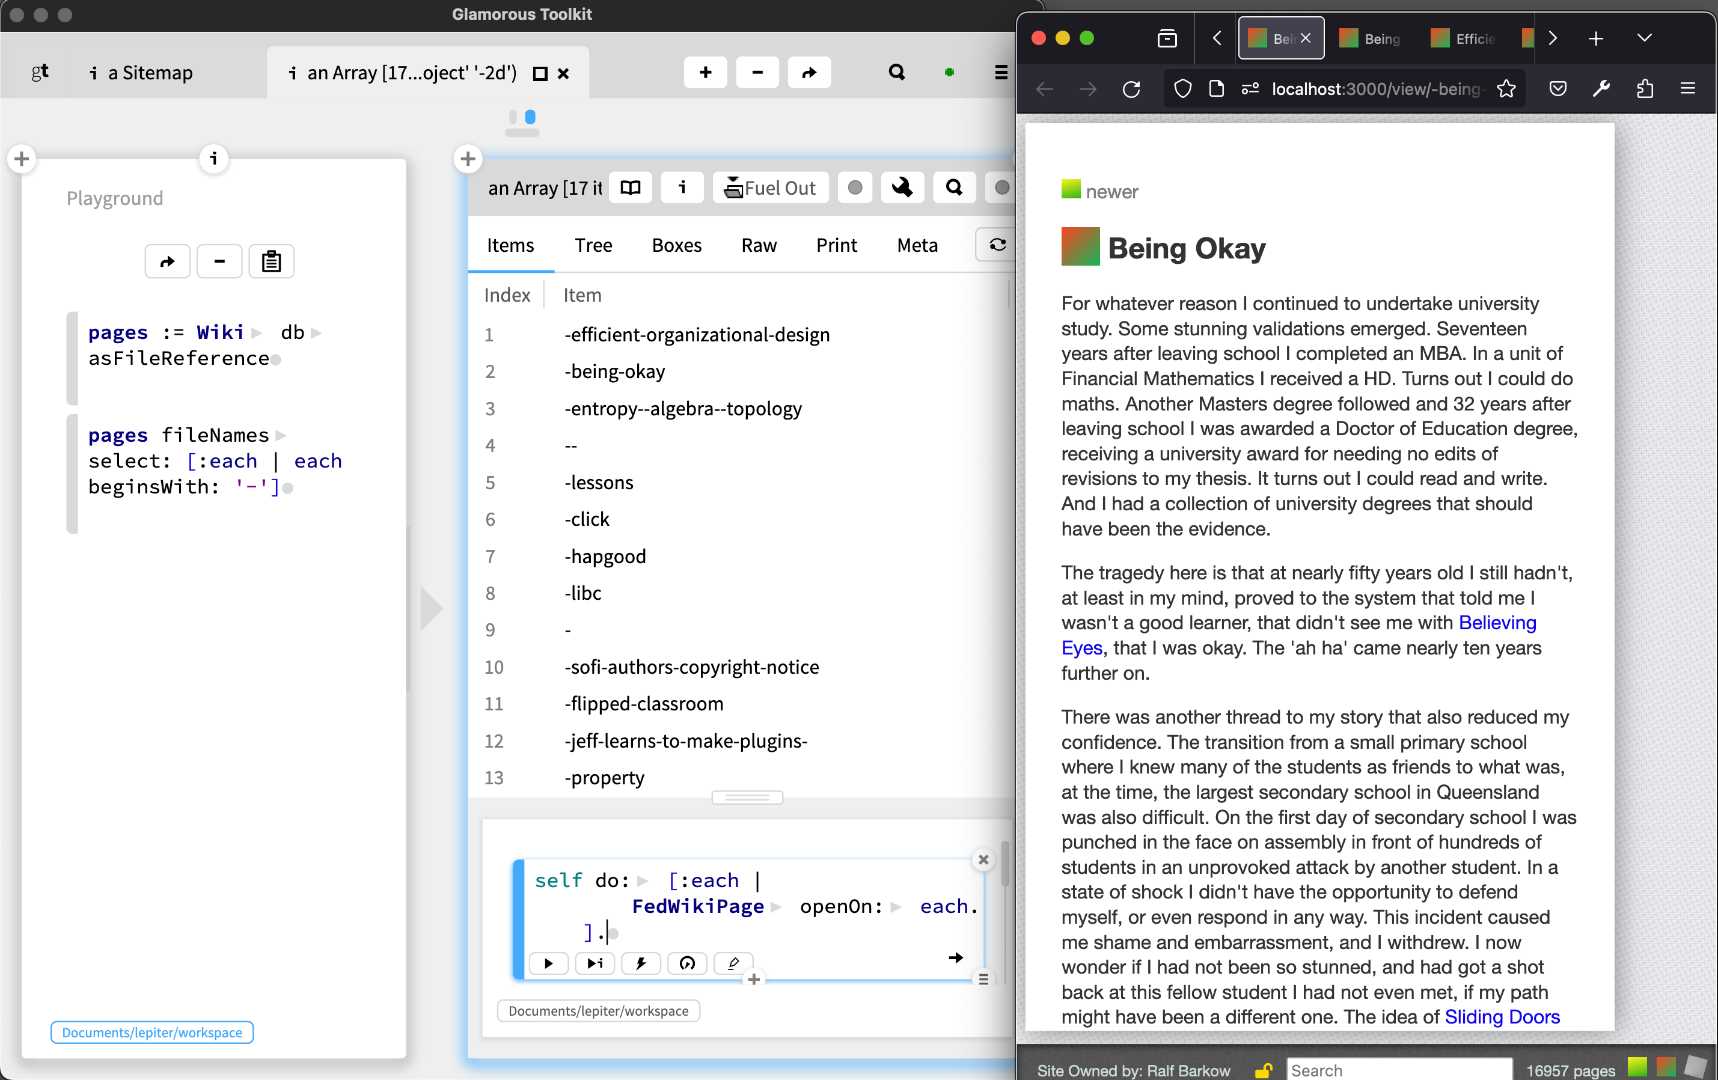 Glamorous Toolkit
gt
i a Sitemap
i an Array [17...oject' '-2d')
Playground
pages := Wiki db
asFileReference
pages fileNames
select: [:each | each
beginsWith: '-']
Documents/lepiter/workspace
an Array [17 it
i
Fuel Out
Items Tree Boxes Raw Print Meta
Index Item
1 -efficient-organizational-design
2 -being-okay
3 -entropy--algebra--topology
4 --
5 -lessons
6 -click
7 -hapgood
8 -libc
9 -
10 -sofi-authors-copyright-notice
11 -flipped-classroom
12 -jeff-learns-to-make-plugins-
13 -property
self do: [:each |
FedWikiPage openOn: each.
].
Documents/lepiter/workspace
Bei Being Efficie
localhost:3000/view/-being-
newer
Being Okay
For whatever reason I continued to undertake university
study. Some stunning validations emerged. Seventeen
years after leaving school I completed an MBA. In a unit of
Financial Mathematics I received a HD. Turns out I could do
maths. Another Masters degree followed and 32 years after
leaving school I was awarded a Doctor of Education degree,
receiving a university award for needing no edits of
revisions to my thesis. It turns out I could read and write.
And I had a collection of university degrees that should
have been the evidence.
The tragedy here is that at nearly fifty years old I still hadn't,
at least in my mind, proved to the system that told me I
wasn't a good learner, that didn't see me with Believing
Eyes, that I was okay. The 'ah ha' came nearly ten years
further on.
There was another thread to my story that also reduced my
confidence. The transition from a small primary school
where I knew many of the students as friends to what was,
at the time, the largest secondary school in Queensland
was also difficult. On the first day of secondary school I was
punched in the face on assembly in front of hundreds of
students in an unprovoked attack by another student. In a
state of shock I didn't have the opportunity to defend
myself, or even respond in any way. This incident caused
me shame and embarrassment, and I withdrew. I now
wonder if I had not been so stunned, and had got a shot
back at this fellow student I had not even met, if my path
might have been a different one. The idea of Sliding Doors
Site Owned by: Ralf Barkow
Search
16957 pages